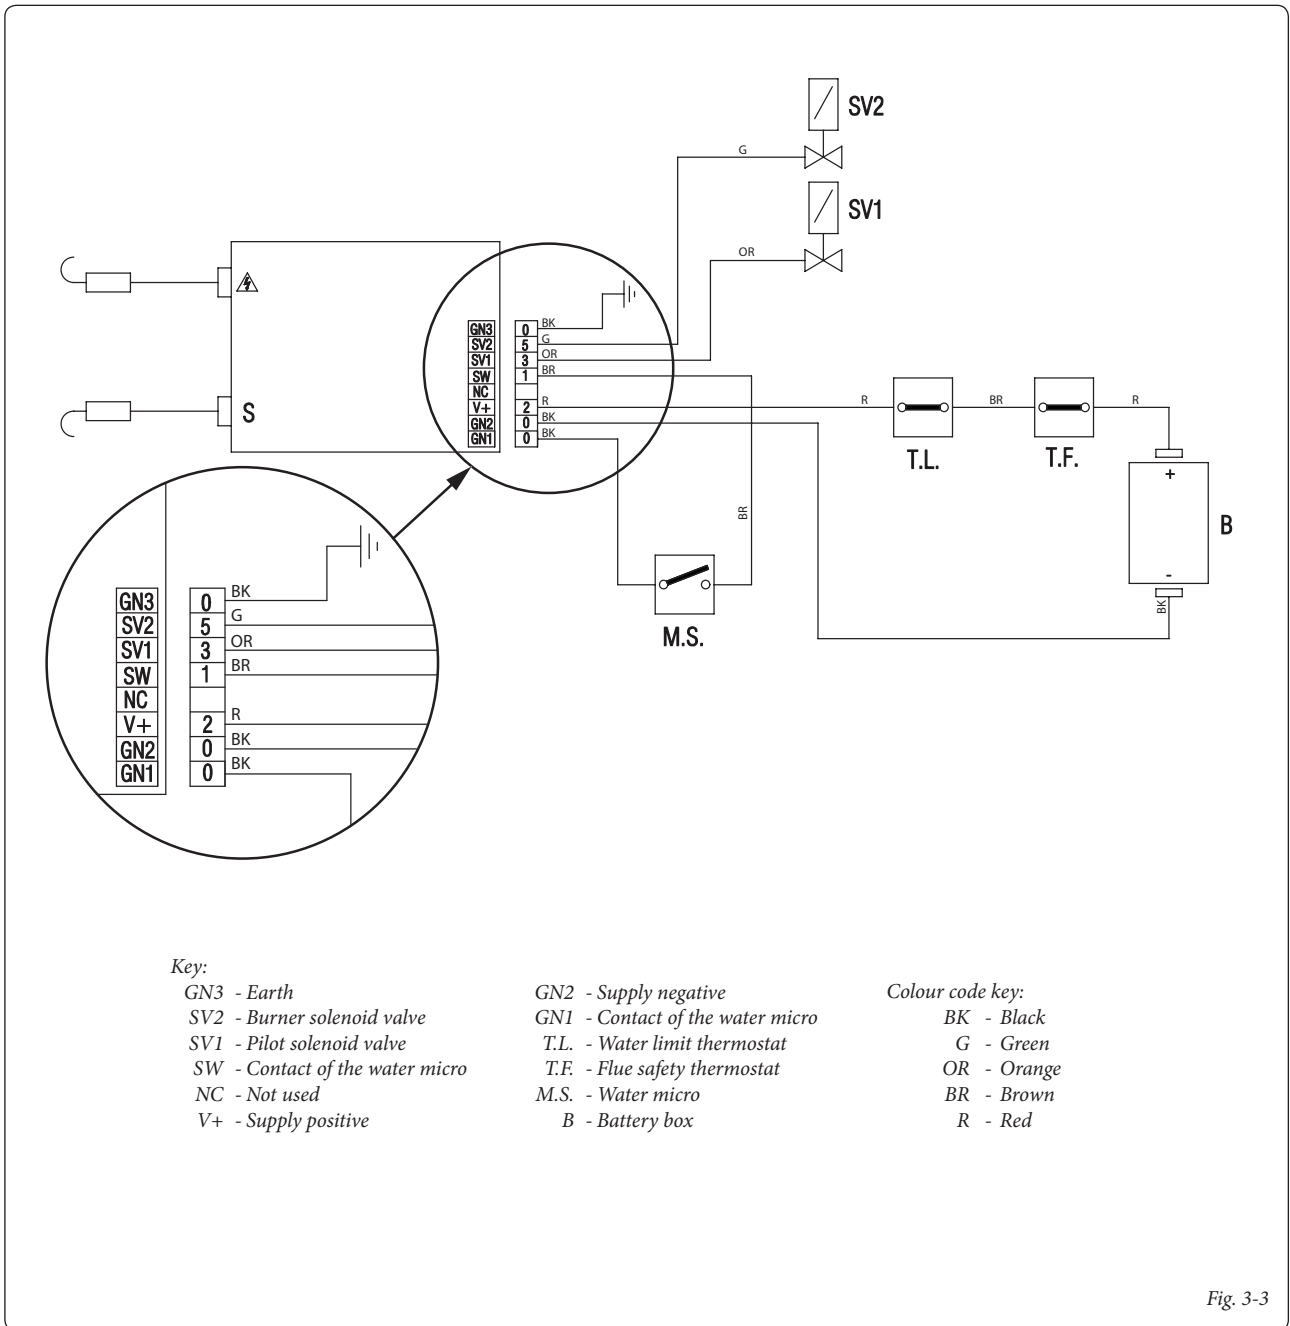 SV2
G
SV1
OR
S
GN3 0 BK
SV2 5 G
SV1 3 OR
SW 1 BR
NC
V+ 2 R
GN2 0 BK
GN1 0 BK
R
BR
R
T.L.
T.F.
+
-
B
BK
BR
M.S.
GN3 0 BK
SV2 5 G
SV1 3 OR
SW 1 BR
NC
V+ 2 R
GN2 0 BK
GN1 0 BK
Key:
GN3 - Earth
SV2 - Burner solenoid valve
SV1 - Pilot solenoid valve
SW - Contact of the water micro
NC - Not used
V+ - Supply positive
GN2 - Supply negative
GN1 - Contact of the water micro
T.L. - Water limit thermostat
T.F. - Flue safety thermostat
M.S. - Water micro
B - Battery box
Colour code key:
BK - Black
G - Green
OR - Orange
BR - Brown
R - Red
Fig. 3-3